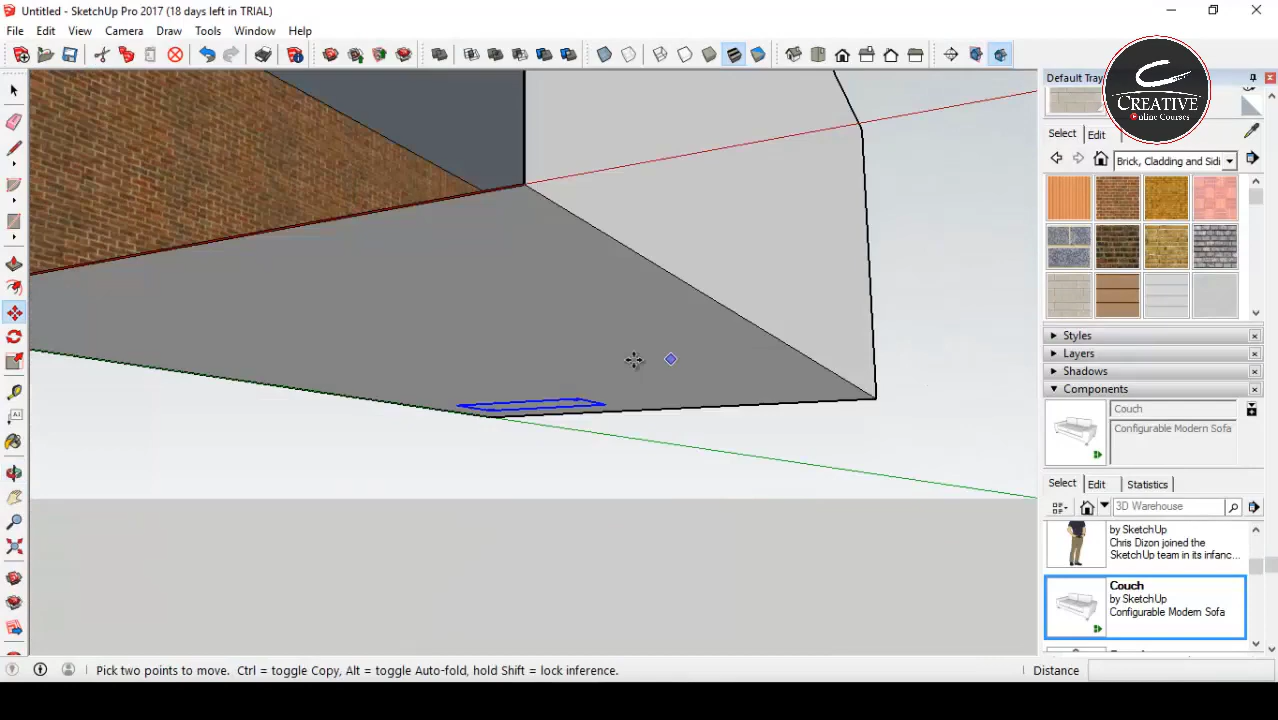 Untitled - SketchUp Pro 2017 (18 days left in TRIAL)
File Edit View Camera Draw Tools Window Help
Default Tray
CREATIVE
Online Courses
Select Edit
Brick, Cladding and Sidi
Styles
Layers
Shadows
Components
Couch
Configurable Modern Sofa
Select Edit Statistics
3D Warehouse
by SketchUp
Chris Dizon joined the
SketchUp team in its infanc...
Couch
by SketchUp
Configurable Modern Sofa
Pick two points to move. Ctrl = toggle Copy, Alt = toggle Auto-fold, hold Shift = lock inference.
Distance